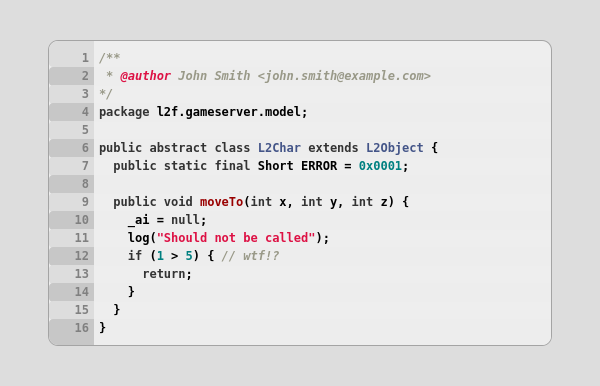 1 /**
2  * @author John Smith <john.smith@example.com>
3 */
4 package l2f.gameserver.model;
5
6 public abstract class L2Char extends L2Object {
7   public static final Short ERROR = 0x0001;
8
9   public void moveTo(int x, int y, int z) {
10     _ai = null;
11     log("Should not be called");
12     if (1 > 5) { // wtf!?
13       return;
14     }
15   }
16 }